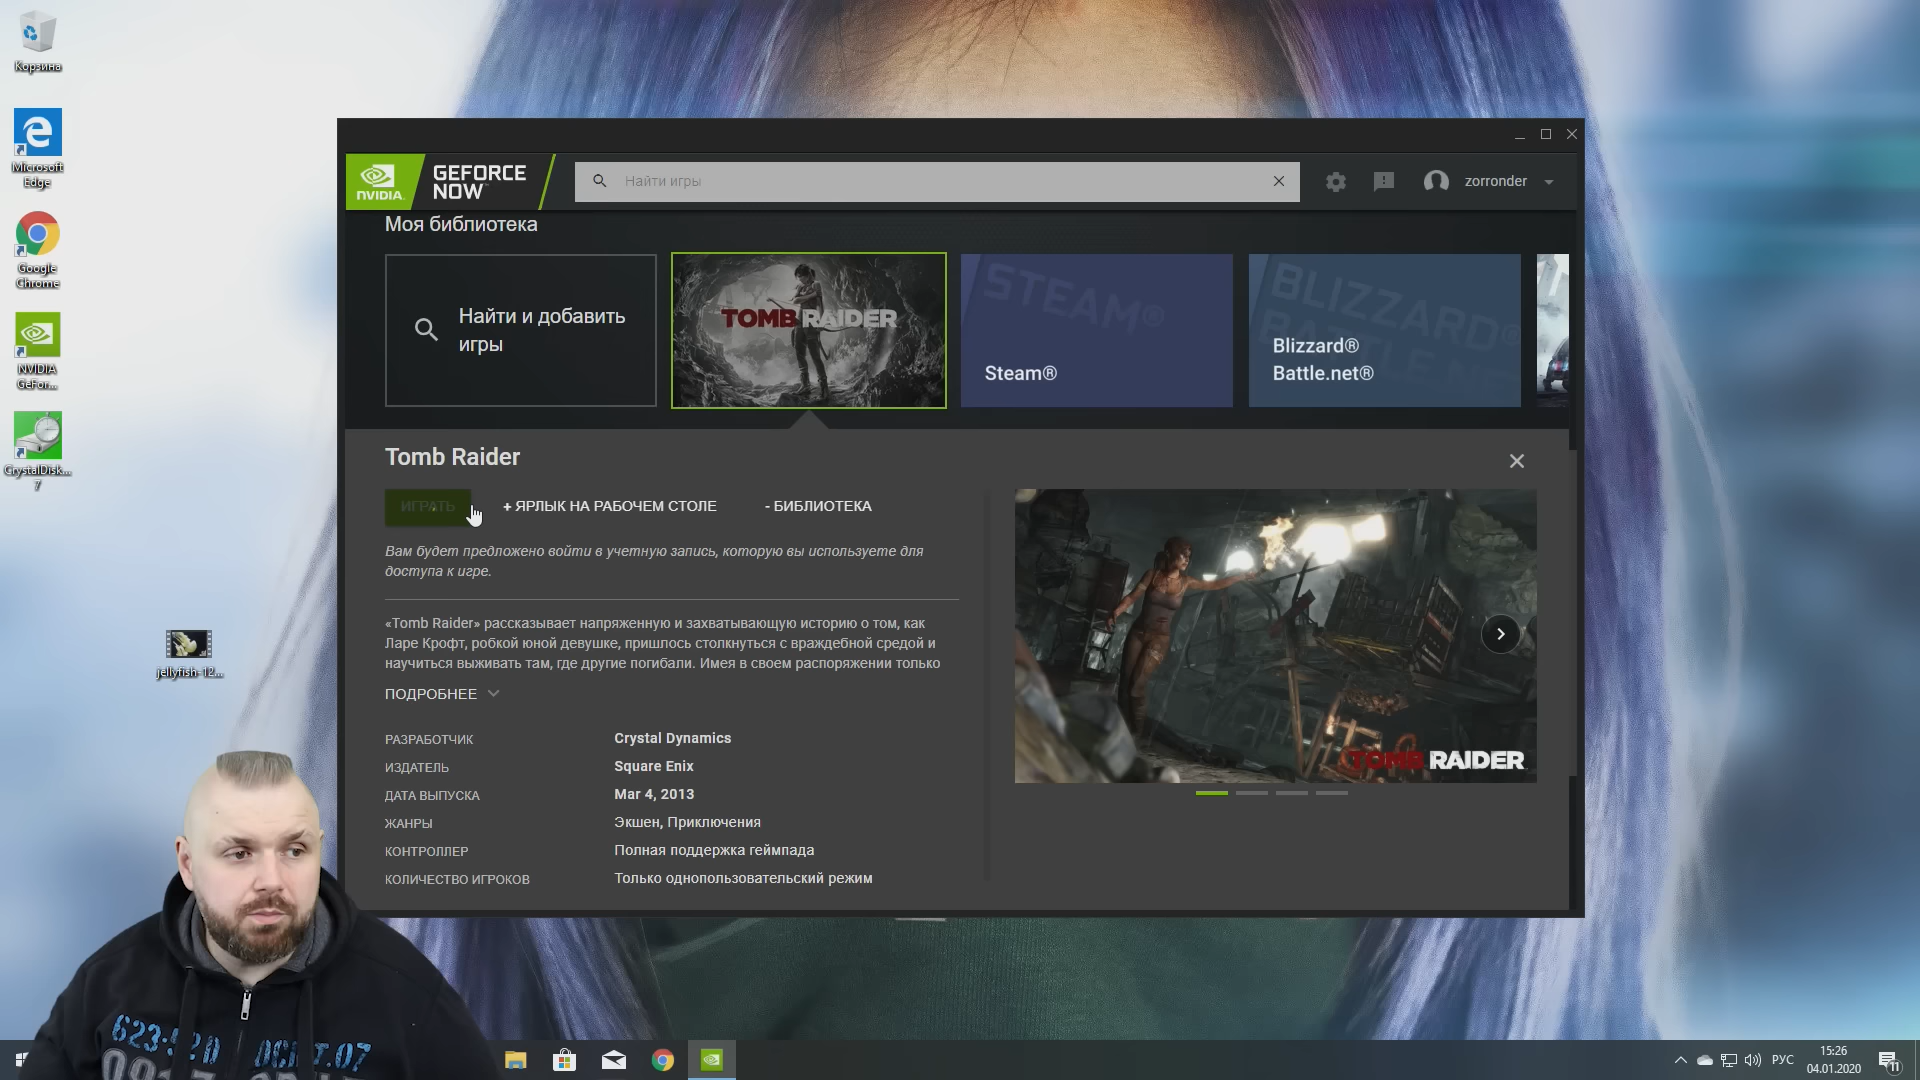 Корзина
Microsoft
Edge
Google
Chrome
NVIDIA
GeFor...
CrystalDisk...
7
jellyfish-12...
NVIDIA.
GEFORCE
NOW
Найти игры
zorronder
Моя библиотека
Найти и добавить
игры
TOMB RAIDER
STEAM®
Steam®
BLIZZARD®
BATTLE.NET
Blizzard®
Battle.net®
Tomb Raider
ИГРАТЬ
+ ЯРЛЫК НА РАБОЧЕМ СТОЛЕ
- БИБЛИОТЕКА
Вам будет предложено войти в учетную запись, которую вы используете для
доступа к игре.
«Tomb Raider» рассказывает напряженную и захватывающую историю о том, как
Ларе Крофт, робкой юной девушке, пришлось столкнуться с враждебной средой и
научиться выживать там, где другие погибали. Имея в своем распоряжении только
ПОДРОБНЕЕ
РАЗРАБОТЧИК Crystal Dynamics
ИЗДАТЕЛЬ Square Enix
ДАТА ВЫПУСКА Mar 4, 2013
ЖАНРЫ Экшен, Приключения
КОНТРОЛЛЕР Полная поддержка геймпада
КОЛИЧЕСТВО ИГРОКОВ Только однопользовательский режим
TOMB RAIDER
РУС
15:26
04.01.2020
11